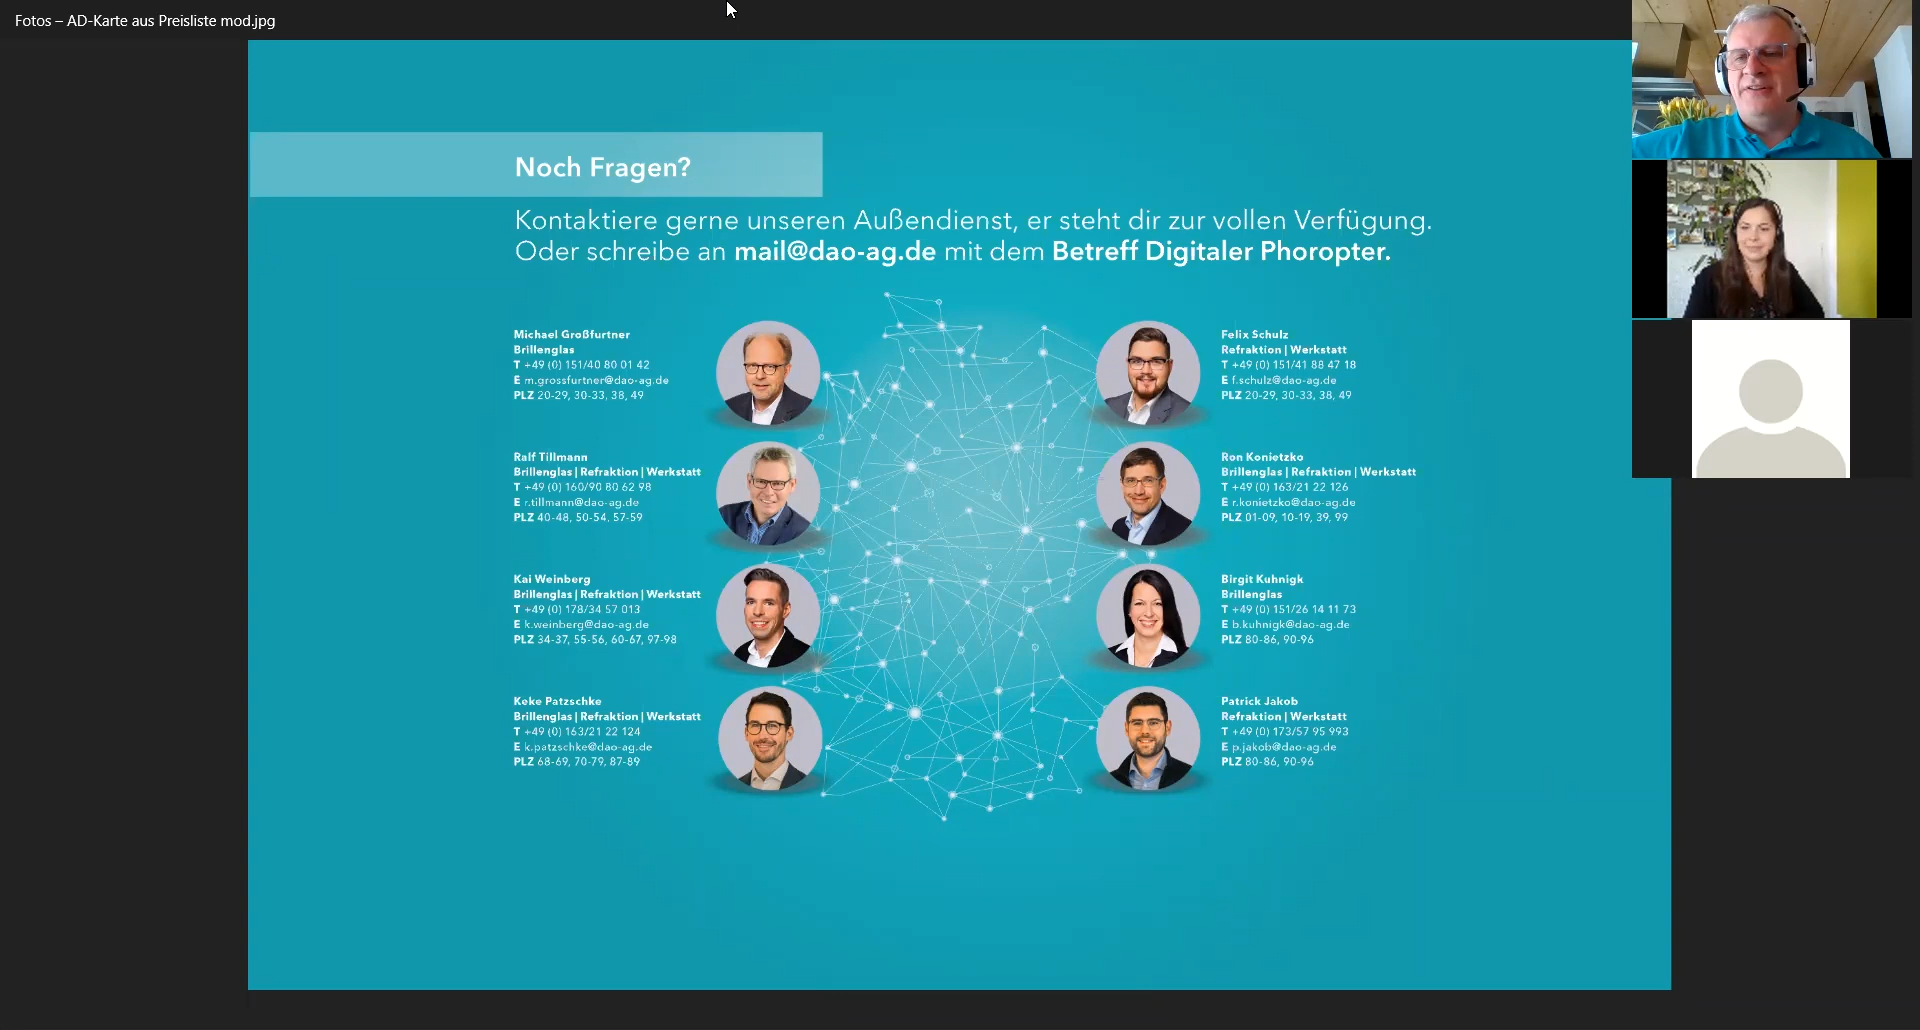 Fotos – AD-Karte aus Preisliste mod.jpg
Noch Fragen?
Kontaktiere gerne unseren Außendienst, er steht dir zur vollen Verfügung.
Oder schreibe an mail@dao-ag.de mit dem Betreff Digitaler Phoropter.
Michael Großfurtner
Brillenglas
T +49 (0) 151/40 80 01 42
E m.grossfurtner@dao-ag.de
PLZ 20-29, 30-33, 38, 49
Ralf Tillmann
Brillenglas | Refraktion | Werkstatt
T +49 (0) 160/90 80 62 98
E r.tillmann@dao-ag.de
PLZ 40-48, 50-54, 57-59
Kai Weinberg
Brillenglas | Refraktion | Werkstatt
T +49 (0) 178/34 57 013
E k.weinberg@dao-ag.de
PLZ 34-37, 55-56, 60-67, 97-98
Keke Patzschke
Brillenglas | Refraktion | Werkstatt
T +49 (0) 163/21 22 124
E k.patzschke@dao-ag.de
PLZ 68-69, 70-79, 87-89
Felix Schulz
Refraktion | Werkstatt
T +49 (0) 151/41 88 47 18
E f.schulz@dao-ag.de
PLZ 20-29, 30-33, 38, 49
Ron Konietzko
Brillenglas | Refraktion | Werkstatt
T +49 (0) 163/21 22 126
E r.konietzko@dao-ag.de
PLZ 01-09, 10-19, 39, 99
Birgit Kuhnigk
Brillenglas
T +49 (0) 151/26 14 11 73
E b.kuhnigk@dao-ag.de
PLZ 80-86, 90-96
Patrick Jakob
Refraktion | Werkstatt
T +49 (0) 173/57 95 993
E p.jakob@dao-ag.de
PLZ 80-86, 90-96